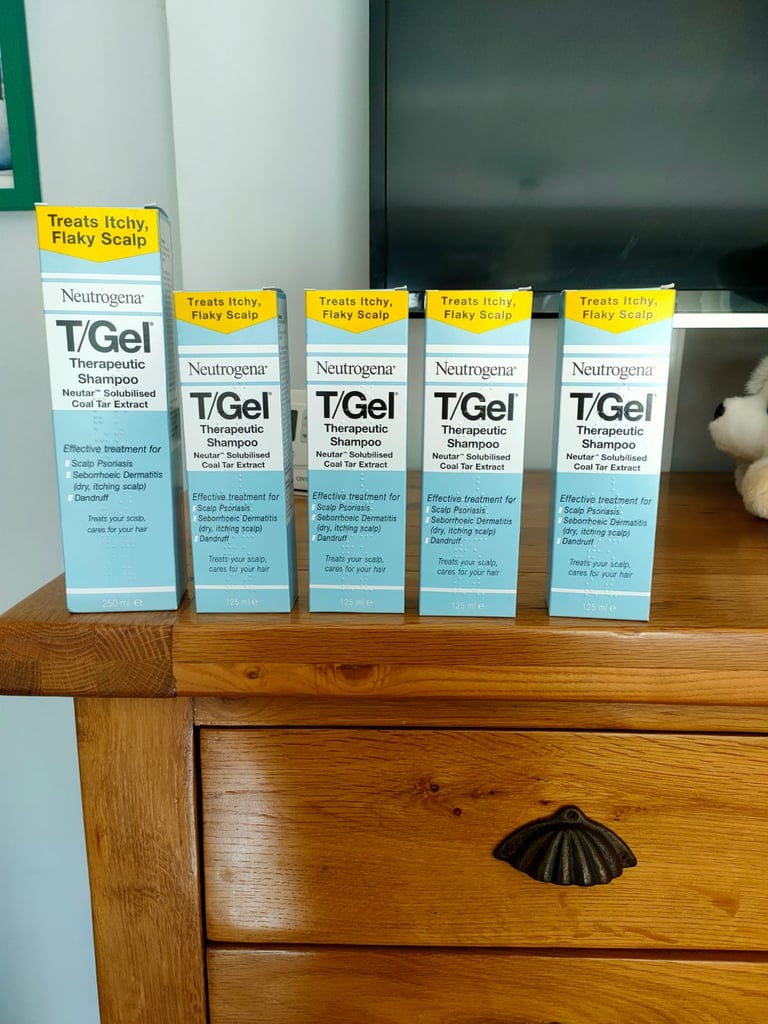 Treats Itchy,
Flaky Scalp
Neutrogena®
T/Gel®
Therapeutic
Shampoo
Neutar™ Solubilised
Coal Tar Extract
Effective treatment for
Scalp Psoriasis
Seborrhoeic Dermatitis
(dry, itching scalp)
Dandruff
Treats your scalp,
cares for your hair
250 ml e
Treats Itchy,
Flaky Scalp
Neutrogena®
T/Gel®
Therapeutic
Shampoo
Neutar™ Solubilised
Coal Tar Extract
Effective treatment for
Scalp Psoriasis
Seborrhoeic Dermatitis
(dry, itching scalp)
Dandruff
Treats your scalp,
cares for your hair
125 ml e
Treats Itchy,
Flaky Scalp
Neutrogena®
T/Gel®
Therapeutic
Shampoo
Neutar™ Solubilised
Coal Tar Extract
Effective treatment for
Scalp Psoriasis
Seborrhoeic Dermatitis
(dry, itching scalp)
Dandruff
Treats your scalp,
cares for your hair
125 ml e
Treats Itchy,
Flaky Scalp
Neutrogena®
T/Gel®
Therapeutic
Shampoo
Neutar™ Solubilised
Coal Tar Extract
Effective treatment for
Scalp Psoriasis
Seborrhoeic Dermatitis
(dry, itching scalp)
Dandruff
Treats your scalp,
cares for your hair
125 ml e
Treats Itchy,
Flaky Scalp
Neutrogena®
T/Gel®
Therapeutic
Shampoo
Neutar™ Solubilised
Coal Tar Extract
Effective treatment for
Scalp Psoriasis
Seborrhoeic Dermatitis
(dry, itching scalp)
Dandruff
Treats your scalp,
cares for your hair
125 ml e